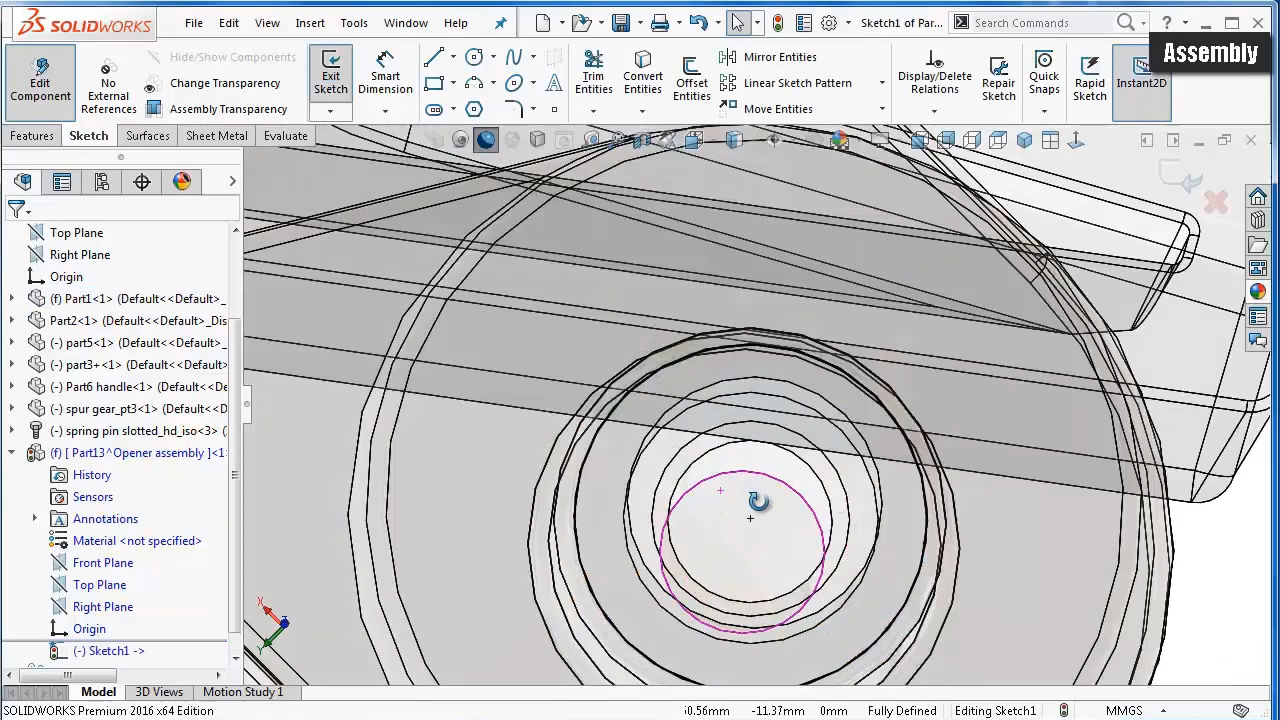 SOLIDWORKS
File Edit View Insert Tools Window Help
Sketch1 of Par...
Search Commands
Assembly
Edit Component
No External References
Hide/Show Components
Change Transparency
Assembly Transparency
Exit Sketch
Smart Dimension
Trim Entities
Convert Entities
Offset Entities
Mirror Entities
Linear Sketch Pattern
Move Entities
Display/Delete Relations
Repair Sketch
Quick Snaps
Rapid Sketch
Instant2D
Features Sketch Surfaces Sheet Metal Evaluate
Top Plane
Right Plane
Origin
(f) Part1<1> (Default<<Default>_
Part2<1> (Default<<Default>_Dis
(-) part5<1> (Default<<Default>_
(-) part3+<1> (Default<<Default>
(-) Part6 handle<1> (Default<<De
(-) spur gear_pt3<1> (Default<<D
(-) spring pin slotted_hd_iso<3> (
(f) [ Part13^Opener assembly ]<1
History
Sensors
Annotations
Material <not specified>
Front Plane
Top Plane
Right Plane
Origin
(-) Sketch1 ->
X
Y
Z
Model 3D Views Motion Study 1
SOLIDWORKS Premium 2016 x64 Edition
-11.37mm 0mm Fully Defined Editing Sketch1 MMGS